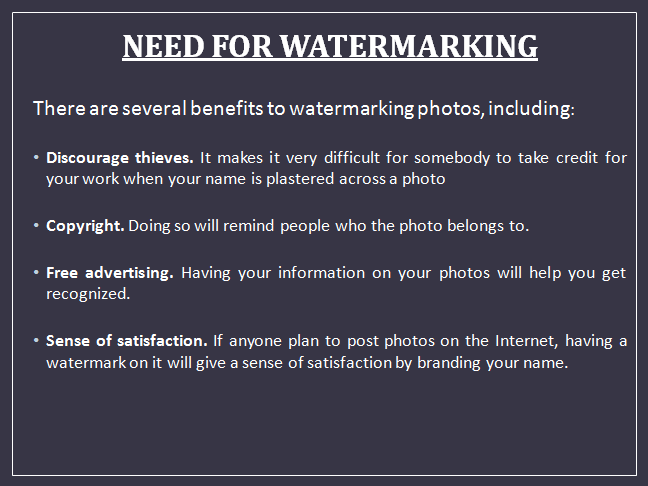 NEED FOR WATERMARKING
There are several benefits to watermarking photos, including:
• Discourage thieves. It makes it very difficult for somebody to take credit for
your work when your name is plastered across a photo
• Copyright. Doing so will remind people who the photo belongs to.
• Free advertising. Having your information on your photos will help you get
recognized.
• Sense of satisfaction. If anyone plan to post photos on the Internet, having a
watermark on it will give a sense of satisfaction by branding your name.